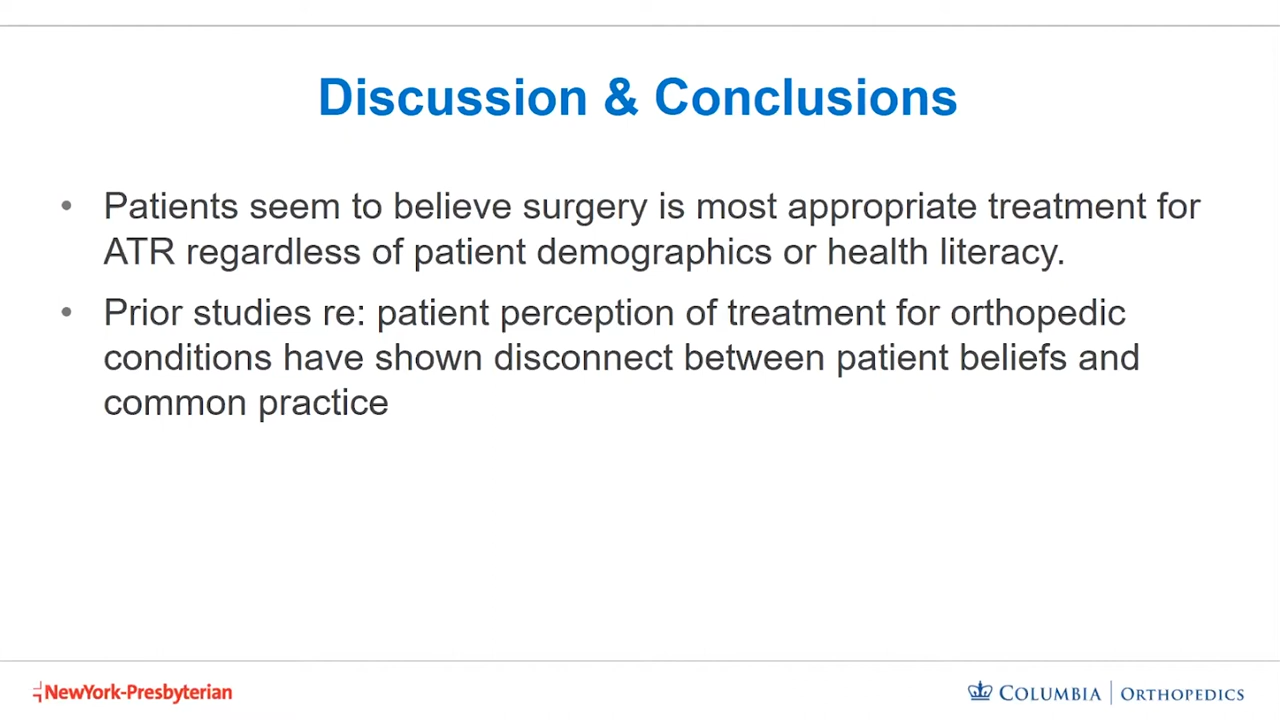 Discussion & Conclusions
• Patients seem to believe surgery is most appropriate treatment for
ATR regardless of patient demographics or health literacy.
• Prior studies re: patient perception of treatment for orthopedic
conditions have shown disconnect between patient beliefs and
common practice
NewYork-Presbyterian
COLUMBIA | ORTHOPEDICS